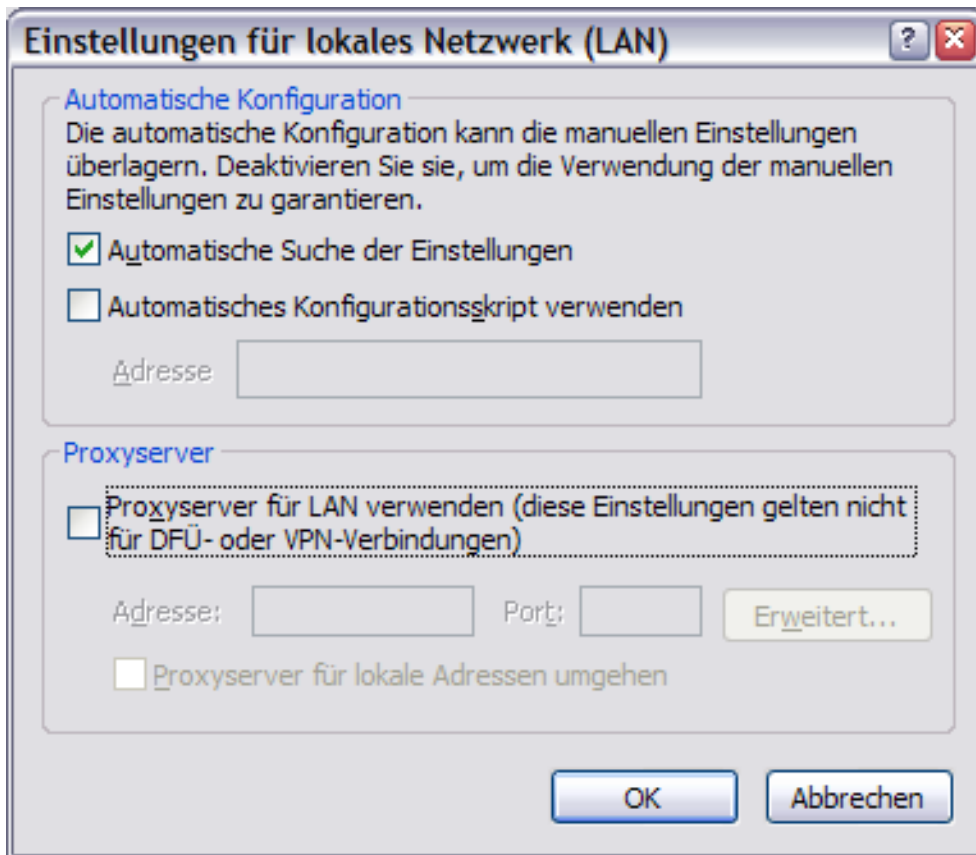 Einstellungen für lokales Netzwerk (LAN)
?
Automatische Konfiguration
Die automatische Konfiguration kann die manuellen Einstellungen
überlagern. Deaktivieren Sie sie, um die Verwendung der manuellen
Einstellungen zu garantieren.
Automatische Suche der Einstellungen
Automatisches Konfigurationsskript verwenden
Adresse
Proxyserver
Proxyserver für LAN verwenden (diese Einstellungen gelten nicht
für DFÜ- oder VPN-Verbindungen)
Adresse: Port: Erweitert...
Proxyserver für lokale Adressen umgehen
OK Abbrechen